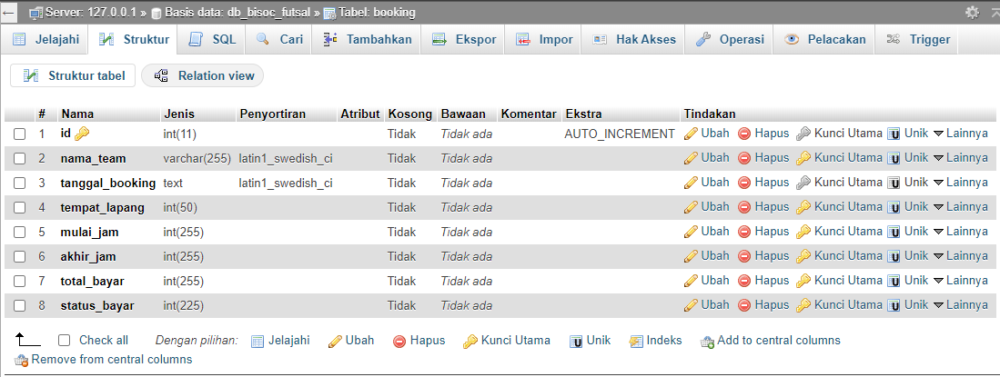 Server: 127.0.0.1 » Basis data: db_bisoc_futsal » Tabel: booking
Jelajahi Struktur SQL Cari Tambahkan Ekspor Impor Hak Akses Operasi Pelacakan Trigger
Struktur tabel Relation view
# Nama Jenis Penyortiran Atribut Kosong Bawaan Komentar Ekstra Tindakan
1 id int(11) Tidak Tidak ada AUTO_INCREMENT Ubah Hapus Kunci Utama Unik Lainnya
2 nama_team varchar(255) latin1_swedish_ci Tidak Tidak ada Ubah Hapus Kunci Utama Unik Lainnya
3 tanggal_booking text latin1_swedish_ci Tidak Tidak ada Ubah Hapus Kunci Utama Unik Lainnya
4 tempat_lapang int(50) Tidak Tidak ada Ubah Hapus Kunci Utama Unik Lainnya
5 mulai_jam int(255) Tidak Tidak ada Ubah Hapus Kunci Utama Unik Lainnya
6 akhir_jam int(255) Tidak Tidak ada Ubah Hapus Kunci Utama Unik Lainnya
7 total_bayar int(255) Tidak Tidak ada Ubah Hapus Kunci Utama Unik Lainnya
8 status_bayar int(225) Tidak Tidak ada Ubah Hapus Kunci Utama Unik Lainnya
Check all Dengan pilihan: Jelajahi Ubah Hapus Kunci Utama Unik Indeks Add to central columns
Remove from central columns